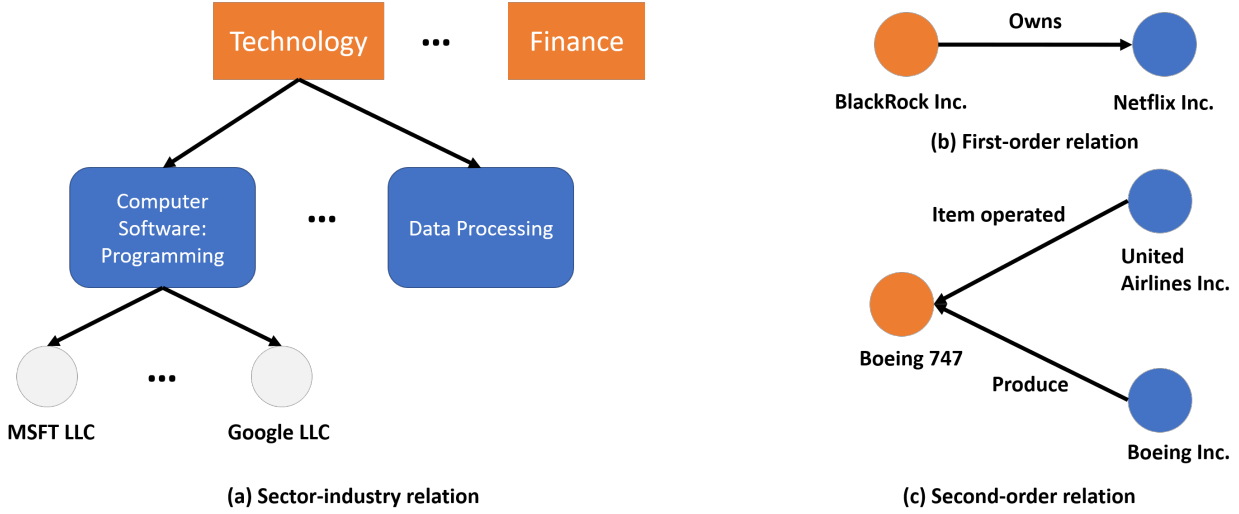 Technology
...
Finance
Computer
Software:
Programming
...
Data Processing
MSFT LLC
...
Google LLC
(a) Sector-industry relation
Owns
BlackRock Inc.
Netflix Inc.
(b) First-order relation
Item operated
United
Airlines Inc.
Boeing 747
Produce
Boeing Inc.
(c) Second-order relation